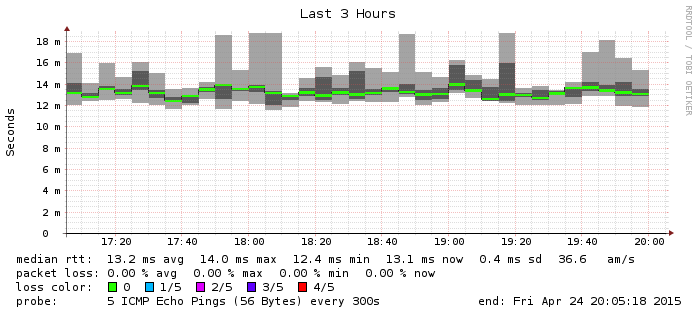 Last 3 Hours
RRDTOOL / TOBI OETIKER
Seconds
18 m
16 m
14 m
12 m
10 m
8 m
6 m
4 m
2 m
0
17:20 17:40 18:00 18:20 18:40 19:00 19:20 19:40 20:00
median rtt: 13.2 ms avg 14.0 ms max 12.4 ms min 13.1 ms now 0.4 ms sd 36.6 am/s
packet loss: 0.00 % avg 0.00 % max 0.00 % min 0.00 % now
loss color: 0 1/5 2/5 3/5 4/5
probe: 5 ICMP Echo Pings (56 Bytes) every 300s end: Fri Apr 24 20:05:18 2015